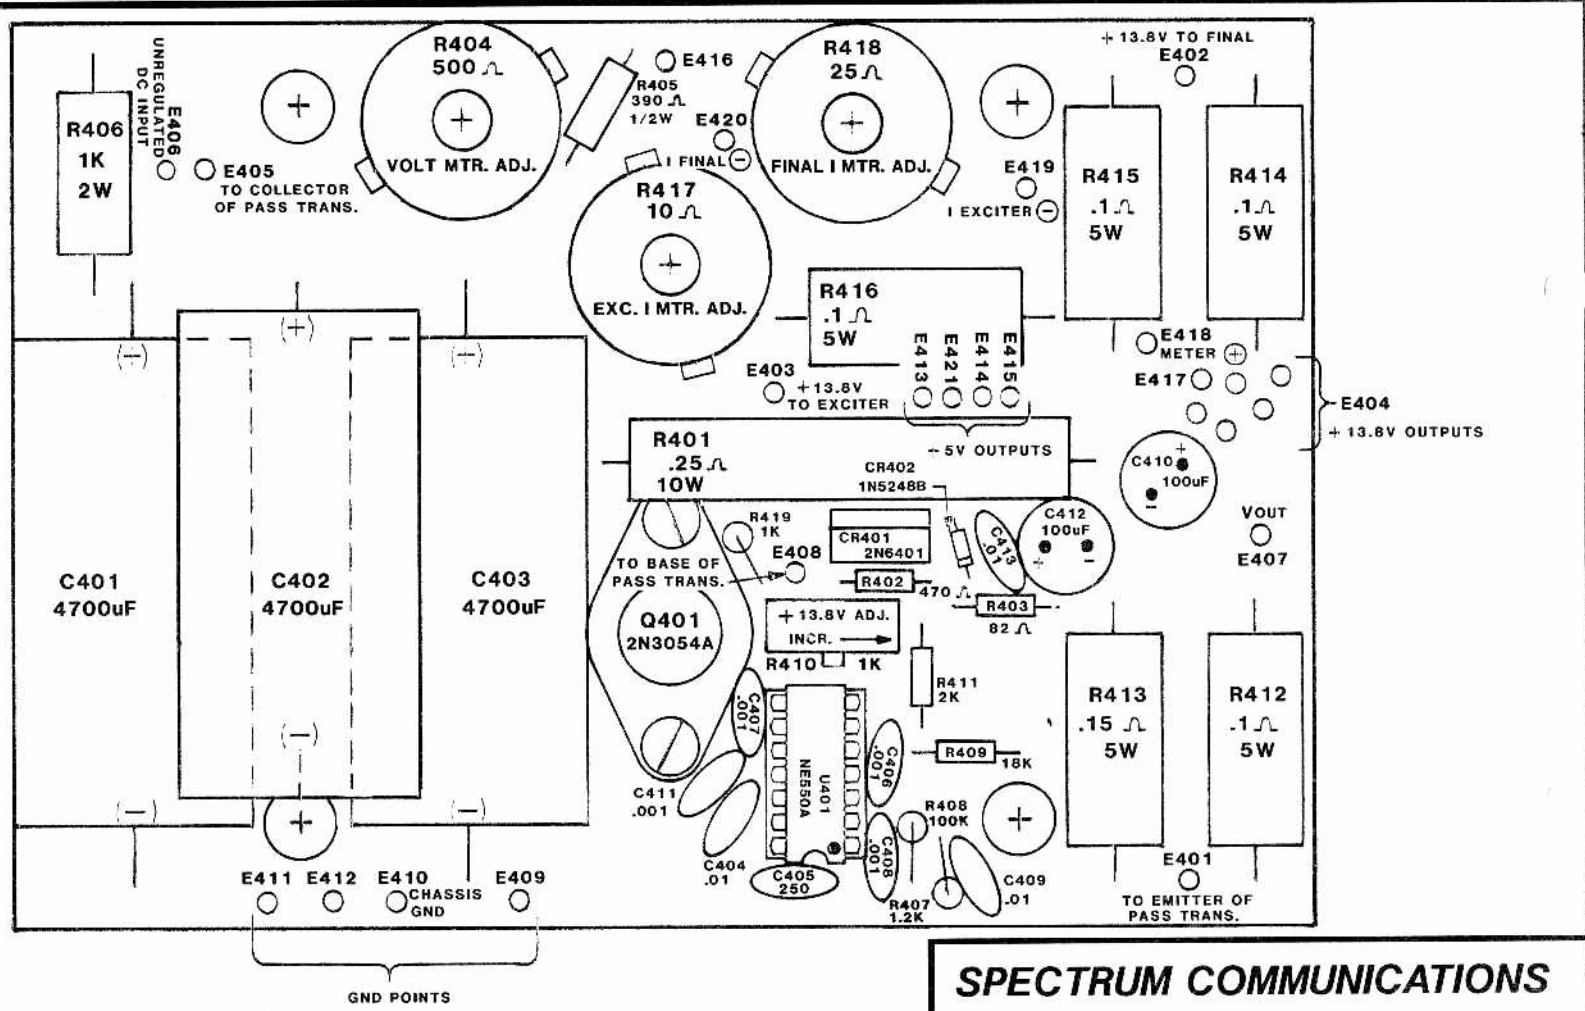 R404
500 Ω
VOLT MTR. ADJ.
R405
390 Ω
1/2W
E416
E420
I FINAL ⊖
R418
25 Ω
FINAL I MTR. ADJ.
+ 13.8V TO FINAL
E402
R406
1K
2W
UNREGULATED
DC INPUT
E406
E405
TO COLLECTOR
OF PASS TRANS.
R417
10 Ω
EXC. I MTR. ADJ.
E419
I EXCITER ⊖
R415
.1 Ω
5W
R414
.1 Ω
5W
R416
.1 Ω
5W
E413
E421
E414
E415
E403
+ 13.8V
TO EXCITER
E418
METER ⊕
E417
E404
+ 13.8V OUTPUTS
(+)
(-)
(-)
R401
.25 Ω
10W
- 5V OUTPUTS
CR402
1N5248B
C410
+
100uF
-
R419
1K
CR401
2N6401
C413
.01
C412
100uF
+ -
VOUT
E407
E408
TO BASE OF
PASS TRANS.
R402
470 Ω
R403
82 Ω
C401
4700uF
C402
4700uF
C403
4700uF
Q401
2N3054A
+ 13.8V ADJ.
INCR.
R410 1K
R411
2K
R413
.15 Ω
5W
R412
.1 Ω
5W
C407
.001
U401
NE550A
C406
.001
R409
18K
(-)
(-)
(-)
C411
.001
C404
.01
C405
250
C408
.001
R408
100K
R407
1.2K
C409
.01
E401
TO EMITTER OF
PASS TRANS.
E411 E412 E410 E409
CHASSIS
GND
GND POINTS
SPECTRUM COMMUNICATIONS